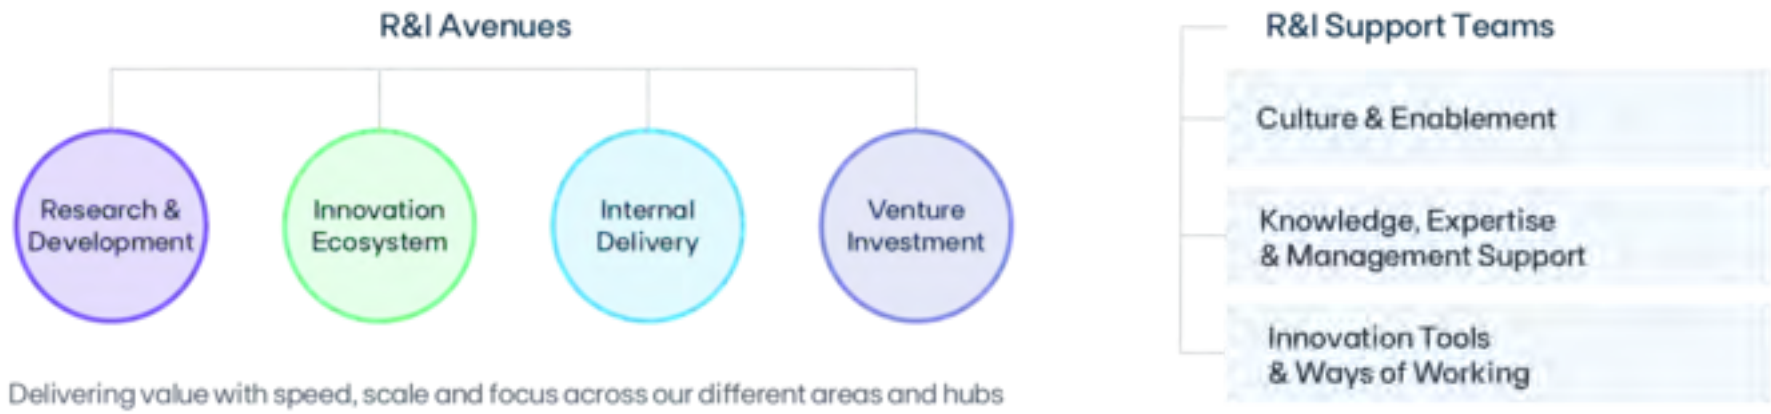 R&I Avenues
Research &
Development
Innovation
Ecosystem
Internal
Delivery
Venture
Investment
Delivering value with speed, scale and focus across our different areas and hubs
R&I Support Teams
Culture & Enablement
Knowledge, Expertise
& Management Support
Innovation Tools
& Ways of Working